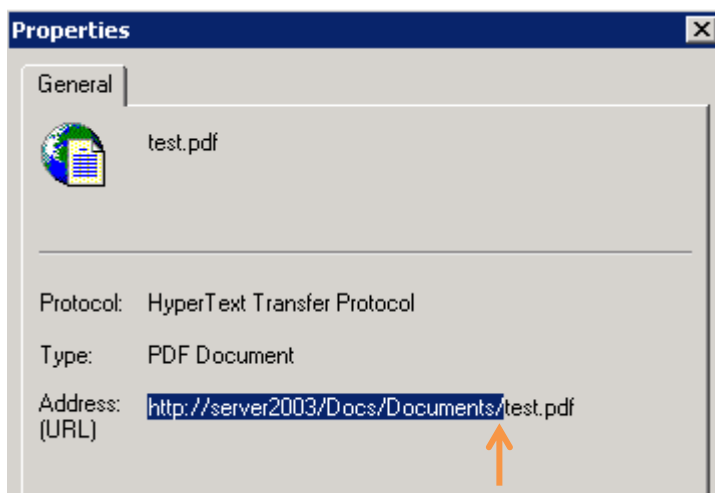 Properties
General
test.pdf
Protocol: HyperText Transfer Protocol
Type: PDF Document
Address: http://server2003/Docs/Documents/test.pdf
(URL)